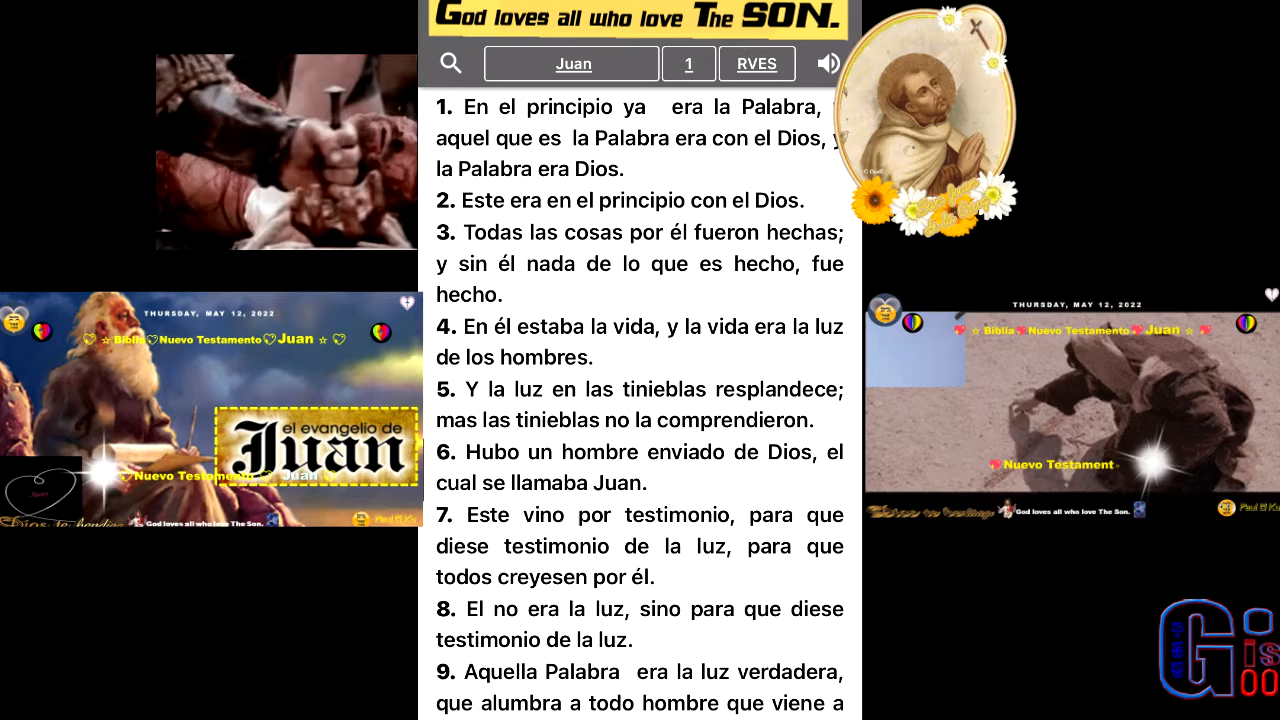 God loves all who love The SON.
Juan 1 RVES
1. En el principio ya era la Palabra,
aquel que es la Palabra era con el Dios, y
la Palabra era Dios.
2. Este era en el principio con el Dios.
3. Todas las cosas por él fueron hechas;
y sin él nada de lo que es hecho, fue
hecho.
4. En él estaba la vida, y la vida era la luz
de los hombres.
5. Y la luz en las tinieblas resplandece;
mas las tinieblas no la comprendieron.
6. Hubo un hombre enviado de Dios, el
cual se llamaba Juan.
7. Este vino por testimonio, para que
diese testimonio de la luz, para que
todos creyesen por él.
8. El no era la luz, sino para que diese
testimonio de la luz.
9. Aquella Palabra era la luz verdadera,
que alumbra a todo hombre que viene a
THURSDAY, MAY 12, 2022
☆ Biblia Nuevo Testamento Juan ☆
el evangelio de
Juan
Nuevo Testamento Juan
Juan
Dios te bendiga
God loves all who love The Son.
THURSDAY, MAY 12, 2022
☆ Biblia Nuevo Testamento Juan ☆
Nuevo Testament
Dios te bendiga
God loves all who love The Son.
G is